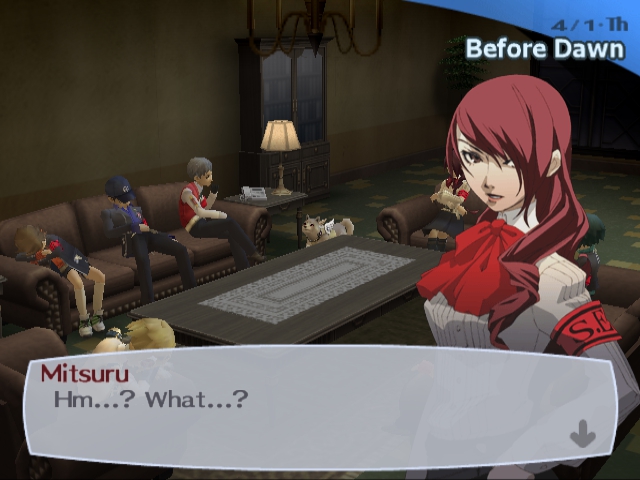 4/1・Th
Before Dawn
S.E
Mitsuru
Hm...? What...?